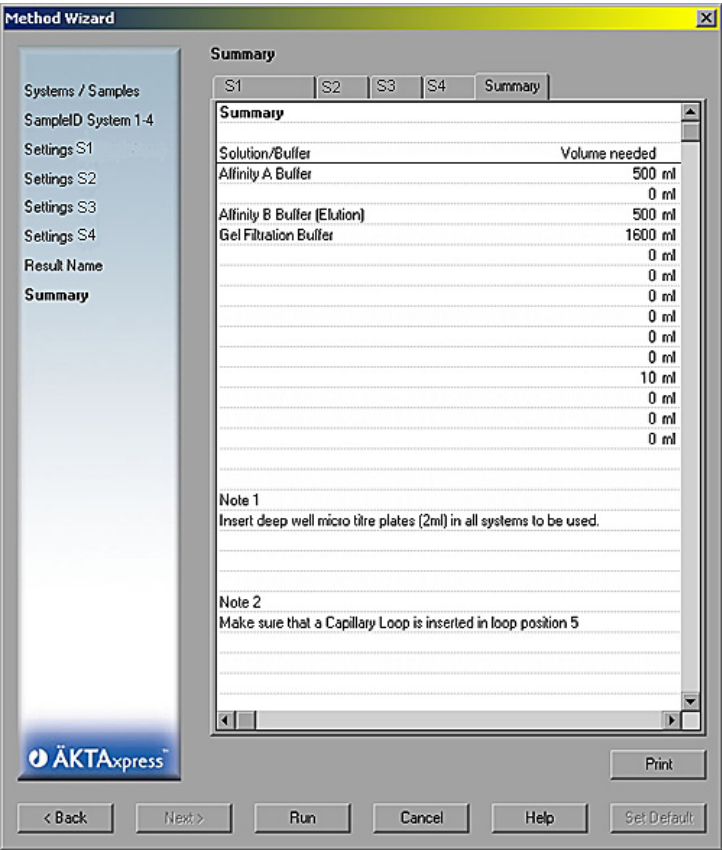 Method Wizard
Systems / Samples
SampleID System 1-4
Settings S1
Settings S2
Settings S3
Settings S4
Result Name
Summary
ÄKTAxpress™
Summary
S1 S2 S3 S4 Summary
Summary
Solution/Buffer Volume needed
Affinity A Buffer 500 ml
0 ml
Affinity B Buffer (Elution) 500 ml
Gel Filtration Buffer 1600 ml
0 ml
0 ml
0 ml
0 ml
0 ml
0 ml
10 ml
0 ml
0 ml
0 ml
Note 1
Insert deep well micro titre plates (2ml) in all systems to be used.
Note 2
Make sure that a Capillary Loop is inserted in loop position 5
Print
< Back Next > Run Cancel Help Set Default